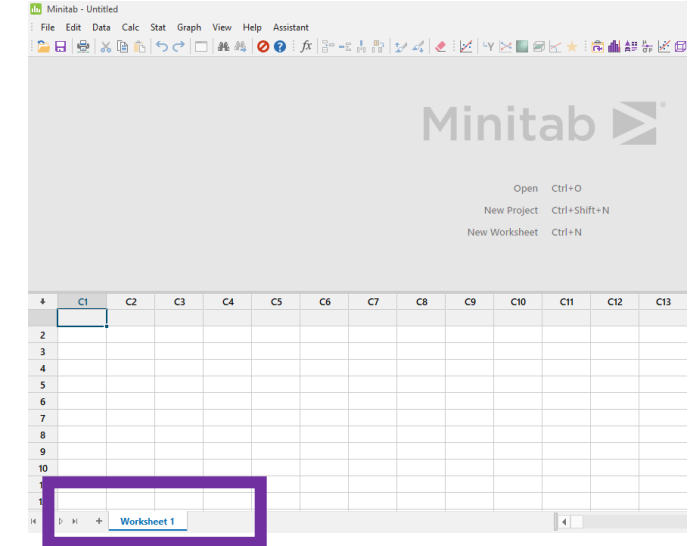 Minitab - Untitled
File Edit Data Calc Stat Graph View Help Assistant
Minitab
Open Ctrl+O
New Project Ctrl+Shift+N
New Worksheet Ctrl+N
C1 C2 C3 C4 C5 C6 C7 C8 C9 C10 C11 C12 C13
2
3
4
5
6
7
8
9
10
+ Worksheet 1